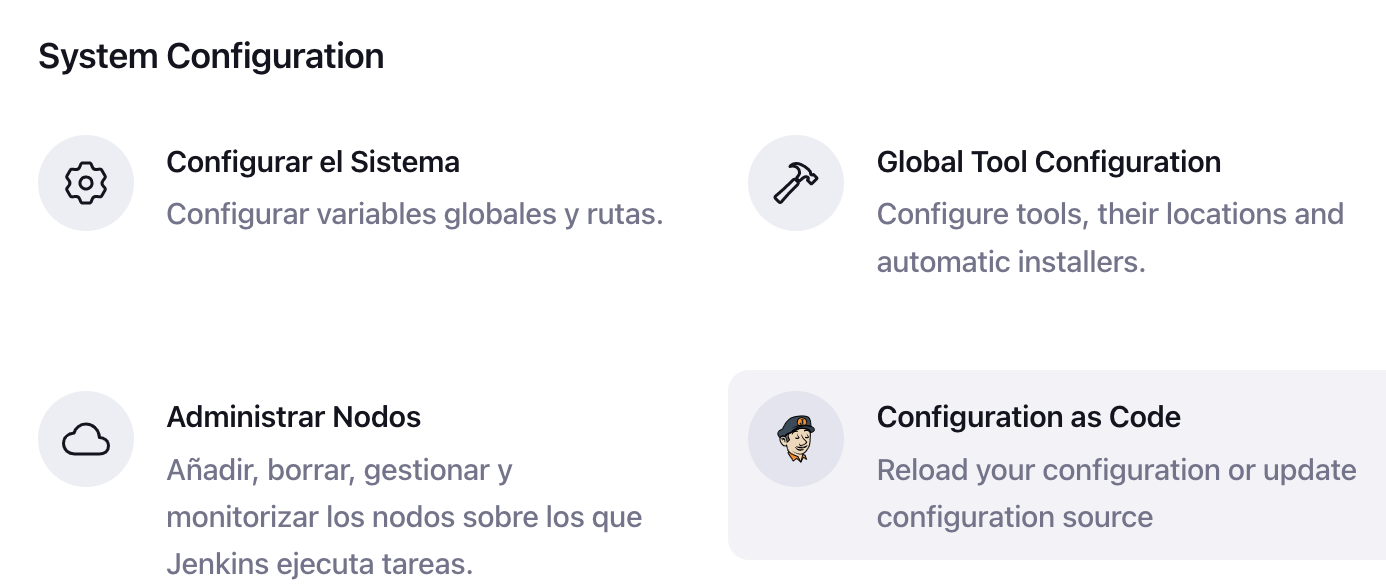 System Configuration
Configurar el Sistema
Configurar variables globales y rutas.
Global Tool Configuration
Configure tools, their locations and
automatic installers.
Administrar Nodos
Añadir, borrar, gestionar y
monitorizar los nodos sobre los que
Jenkins ejecuta tareas.
Configuration as Code
Reload your configuration or update
configuration source